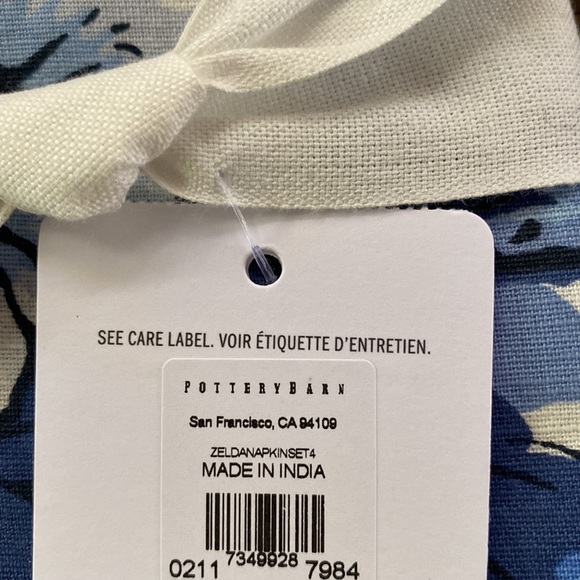 SEE CARE LABEL. VOIR ÉTIQUETTE D'ENTRETIEN.
POTTERYBARN
San Francisco, CA 94109
ZELDANAPKINSET4
MADE IN INDIA
0211 7349928 7984